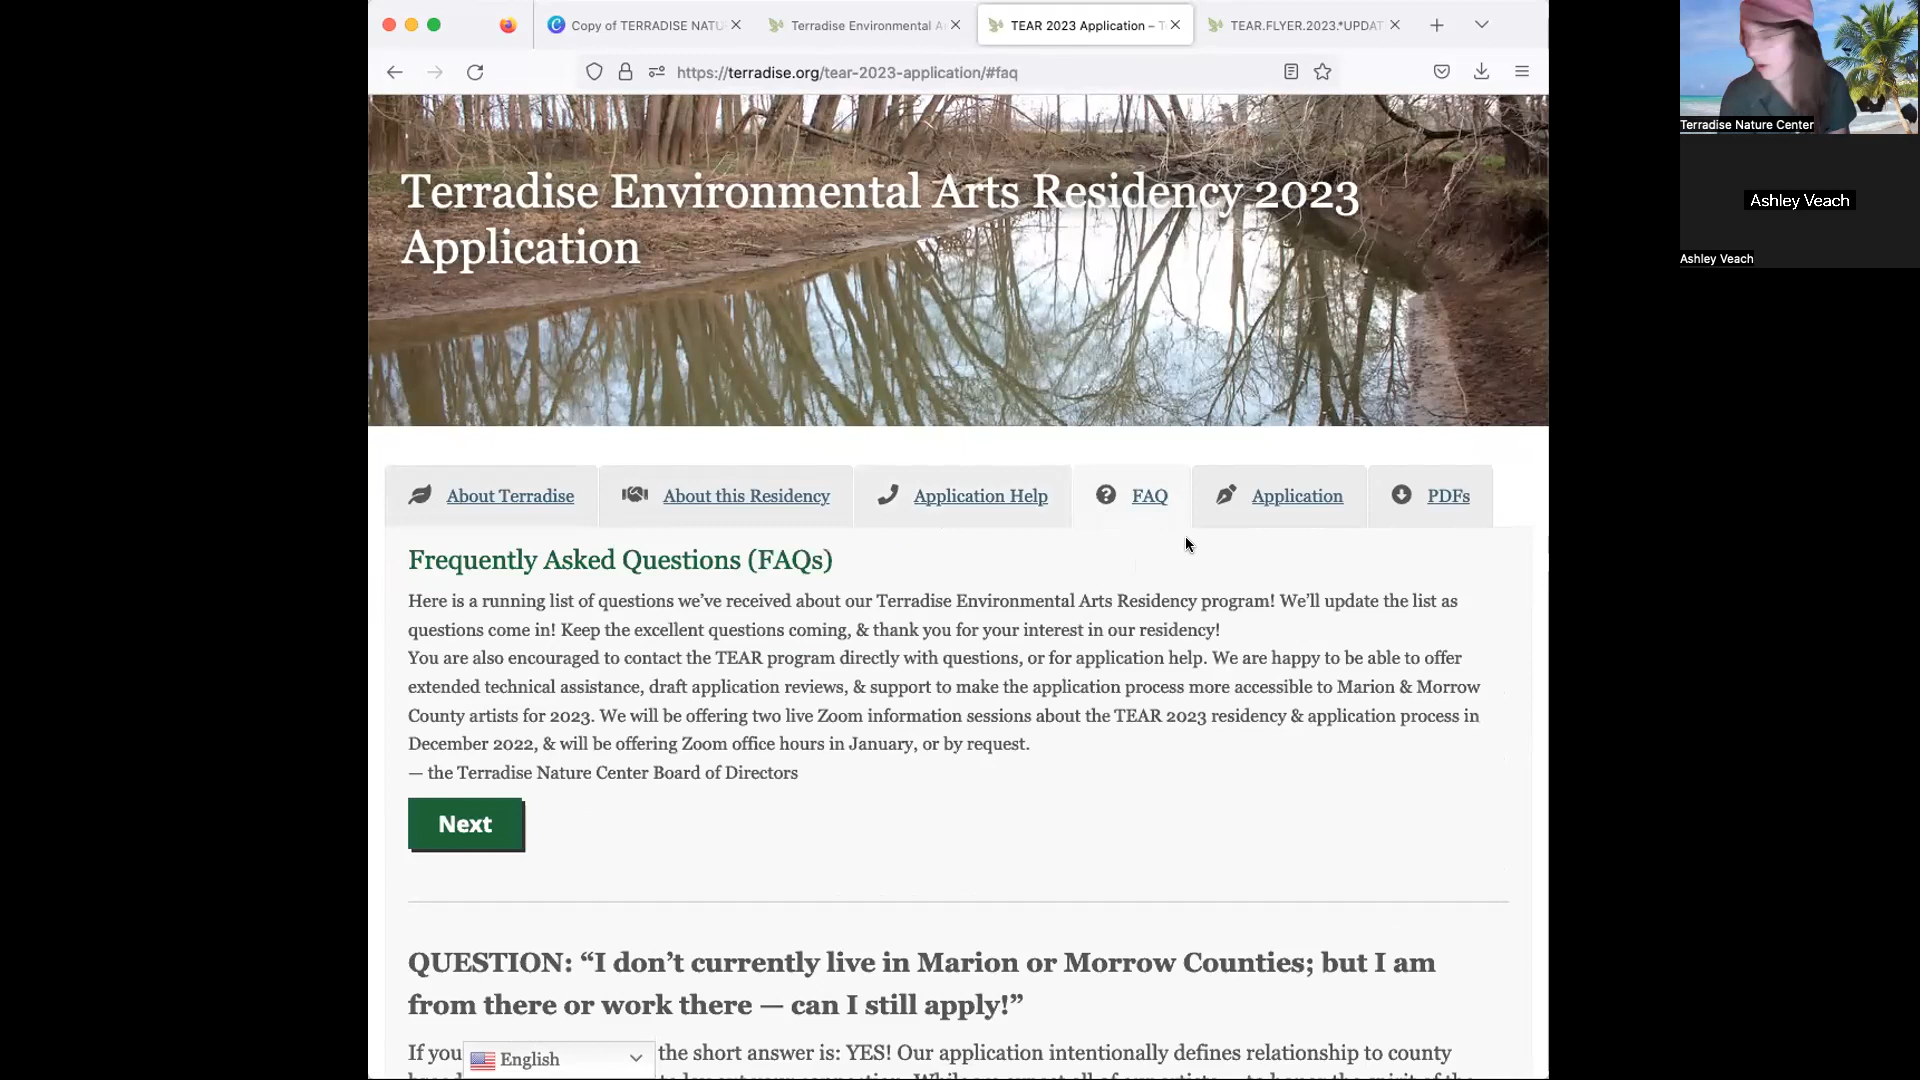 Copy of TERRADISE NATU
Terradise Environmental A
TEAR 2023 Application – T
TEAR.FLYER.2023.*UPDAT
https://terradise.org/tear-2023-application/#faq
Terradise Nature Center
Ashley Veach
Ashley Veach
Terradise Environmental Arts Residency 2023
Application
About Terradise
About this Residency
Application Help
FAQ
Application
PDFs
Frequently Asked Questions (FAQs)
Here is a running list of questions we’ve received about our Terradise Environmental Arts Residency program! We’ll update the list as
questions come in! Keep the excellent questions coming, & thank you for your interest in our residency!
You are also encouraged to contact the TEAR program directly with questions, or for application help. We are happy to be able to offer
extended technical assistance, draft application reviews, & support to make the application process more accessible to Marion & Morrow
County artists for 2023. We will be offering two live Zoom information sessions about the TEAR 2023 residency & application process in
December 2022, & will be offering Zoom office hours in January, or by request.
— the Terradise Nature Center Board of Directors
Next
QUESTION: “I don’t currently live in Marion or Morrow Counties; but I am
from there or work there — can I still apply!”
If you the short answer is: YES! Our application intentionally defines relationship to county
English